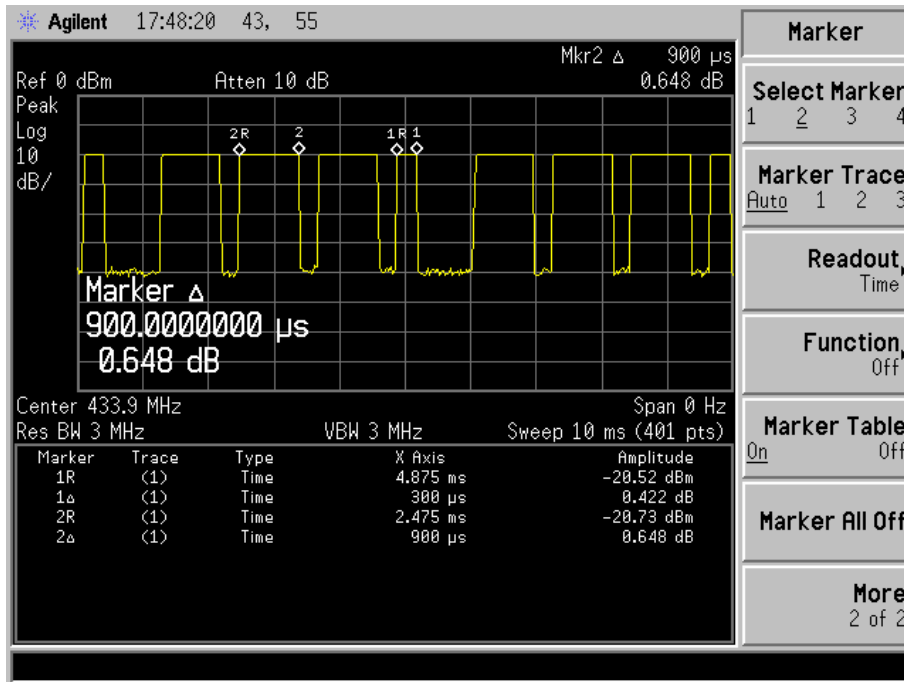 Agilent 17:48:20 43, 55
Mkr2 Δ 900 µs
Ref 0 dBm Atten 10 dB 0.648 dB
Peak
Log
10
dB/
2R 2 1R 1
Marker Δ
900.0000000 µs
0.648 dB
Center 433.9 MHz Span 0 Hz
Res BW 3 MHz VBW 3 MHz Sweep 10 ms (401 pts)
Marker Trace Type X Axis Amplitude
1R (1) Time 4.875 ms -20.52 dBm
1Δ (1) Time 300 µs 0.422 dB
2R (1) Time 2.475 ms -20.73 dBm
2Δ (1) Time 900 µs 0.648 dB
Marker
Select Marker
1 2 3 4
Marker Trace
Auto 1 2 3
Readout
Time
Function
Off
Marker Table
On Off
Marker All Off
More
2 of 2